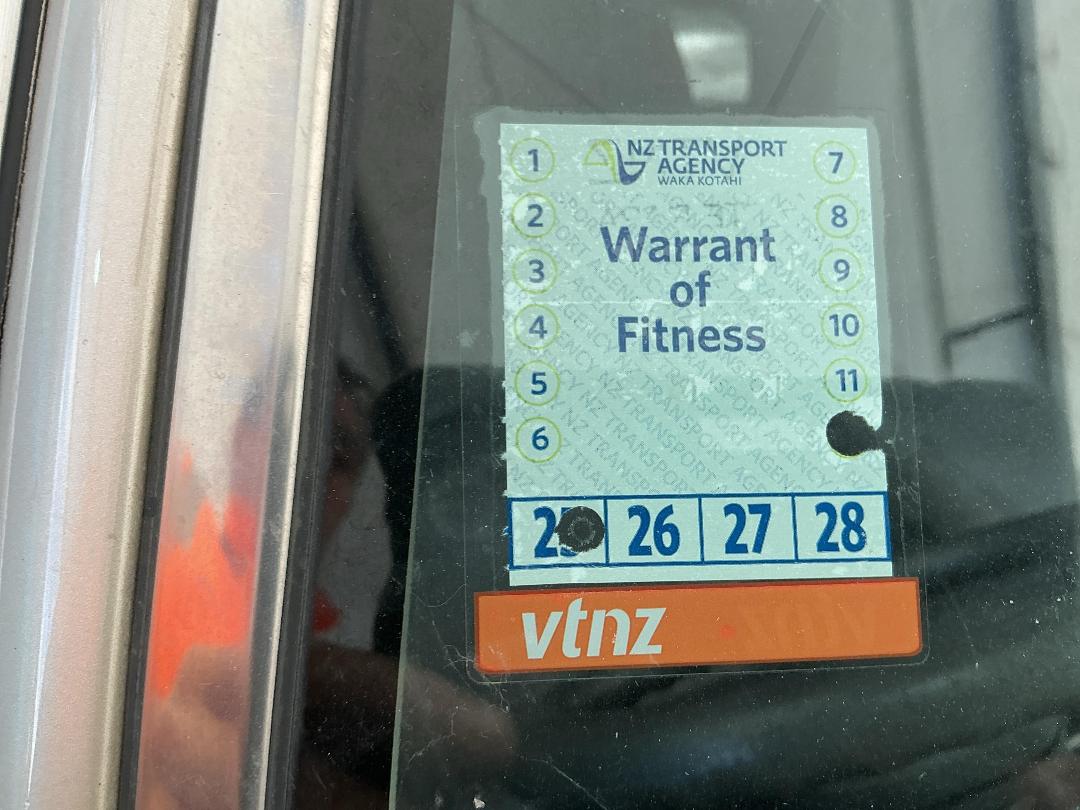 NZ TRANSPORT
AGENCY
WAKA KOTAHI
Warrant
of
Fitness
1
2
3
4
5
6
7
8
9
10
11
26
27
28
vtnz